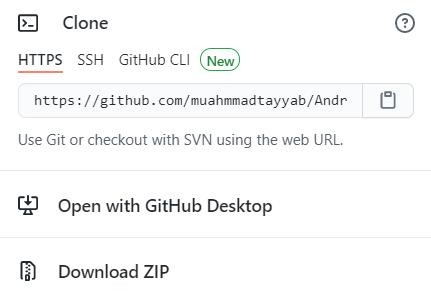 Clone
HTTPS SSH GitHub CLI New
https://github.com/muahmmadtayyab/Andr
Use Git or checkout with SVN using the web URL.
Open with GitHub Desktop
Download ZIP